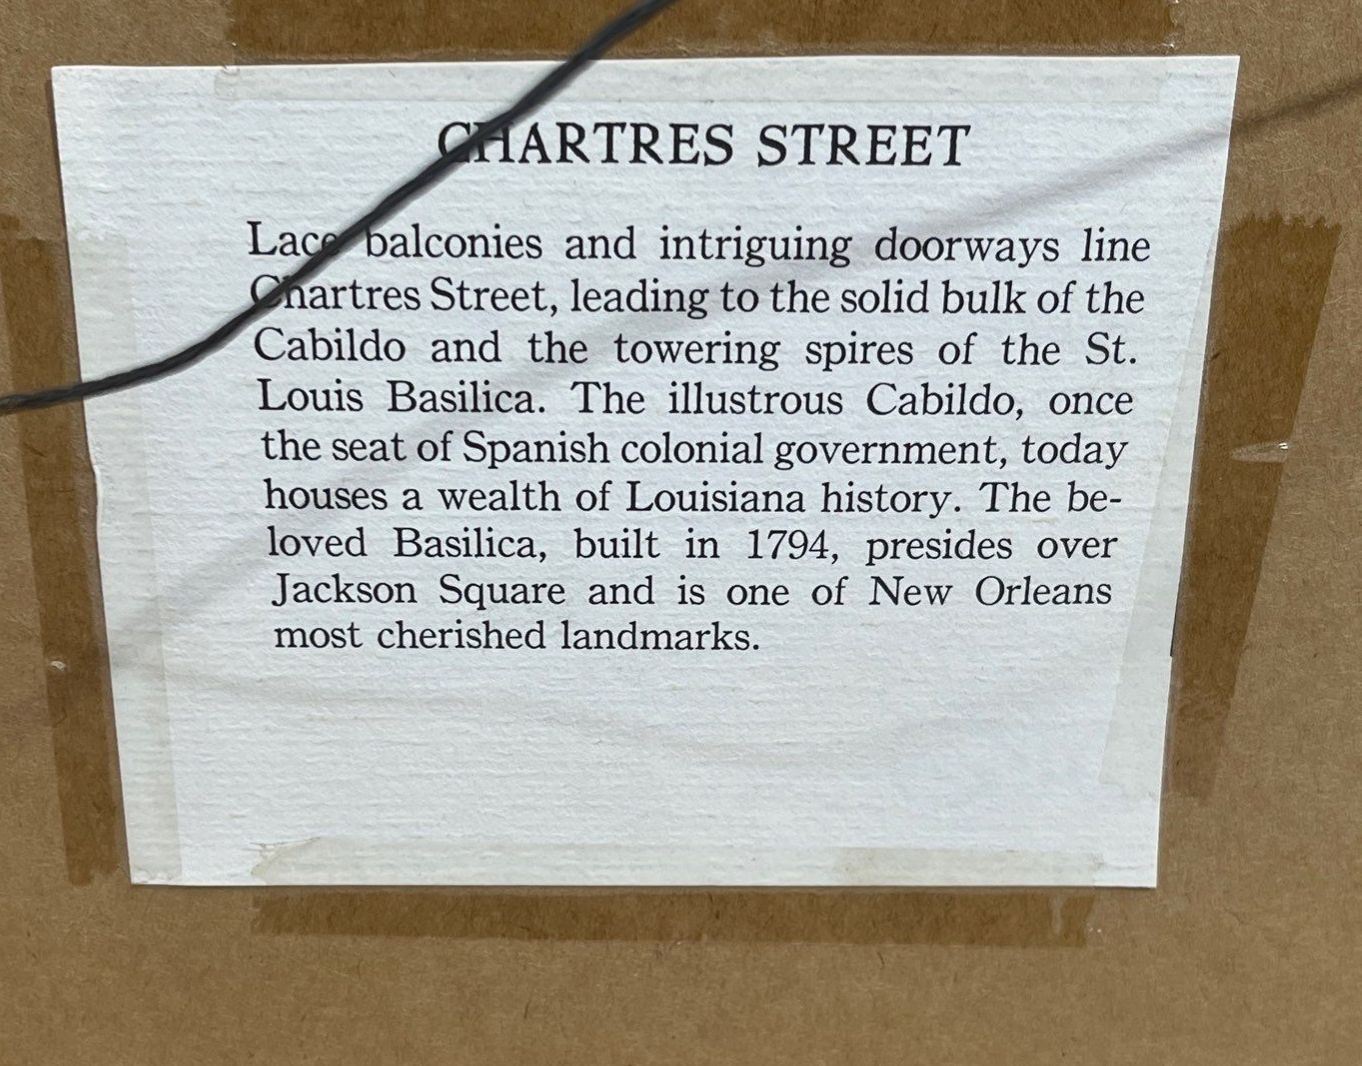 CHARTRES STREET
Lace balconies and intriguing doorways line
Chartres Street, leading to the solid bulk of the
Cabildo and the towering spires of the St.
Louis Basilica. The illustrous Cabildo, once
the seat of Spanish colonial government, today
houses a wealth of Louisiana history. The be-
loved Basilica, built in 1794, presides over
Jackson Square and is one of New Orleans
most cherished landmarks.